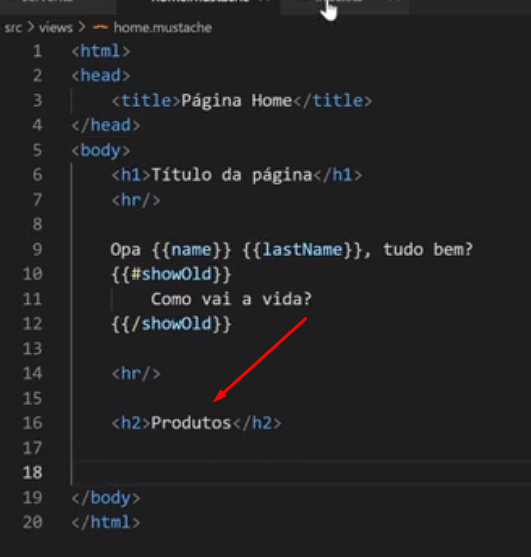 src > views > home.mustache
1 <html>
2 <head>
3 <title>Página Home</title>
4 </head>
5 <body>
6 <h1>Título da página</h1>
7 <hr/>
8
9 Opa {{name}} {{lastName}}, tudo bem?
10 {{#showOld}}
11 Como vai a vida?
12 {{/showOld}}
13
14 <hr/>
15
16 <h2>Produtos</h2>
17
18
19 </body>
20 </html>